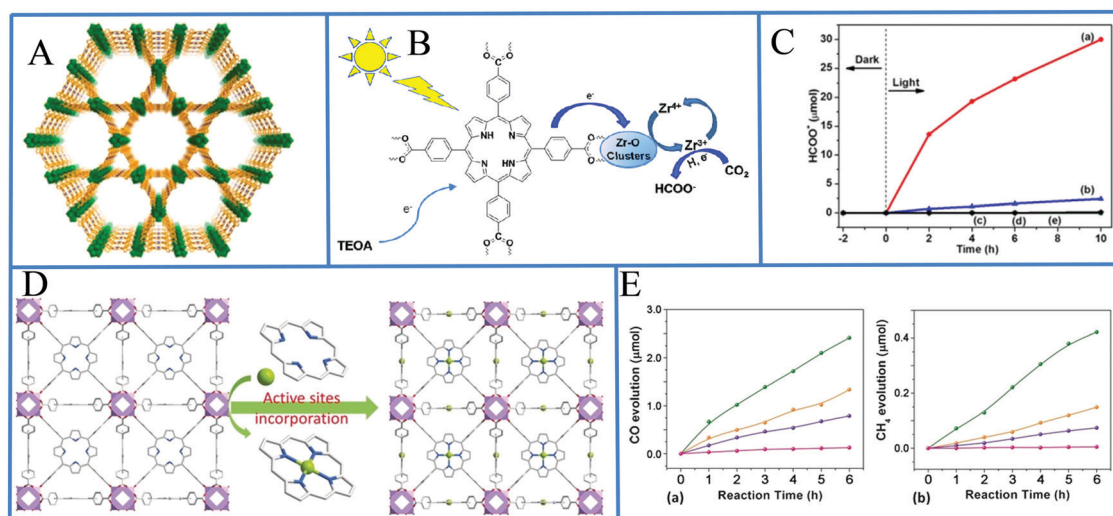 A
B
NH
N
N
HN
TEOA
e⁻
e⁻
Zr-O
Clusters
Zr⁴⁺
Zr³⁺
H, e⁻
HCOO⁻
CO₂
C
HCOO⁻ (μmol)
30
25
20
15
10
5
0
Dark
Light
(a)
(b)
(c) (d) (e)
-2 0 2 4 6 8 10
Time (h)
D
Active sites
incorporation
E
CO evolution (μmol)
3.0
2.0
1.0
0.0
0 1 2 3 4 5 6
(a) Reaction Time (h)
CH₄ evolution (μmol)
0.4
0.2
0.0
0 1 2 3 4 5 6
(b) Reaction Time (h)